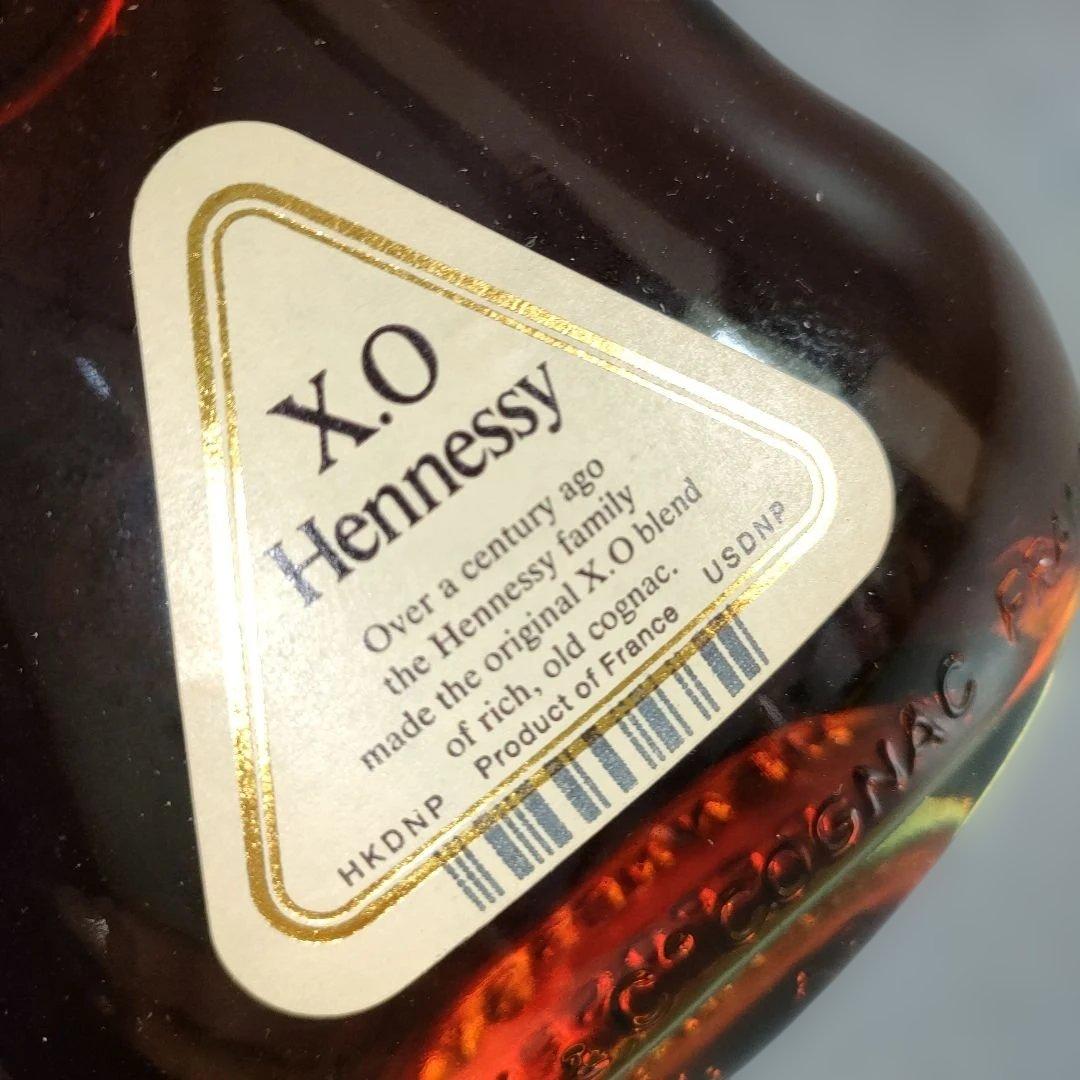 X.O
Hennessy
Over a century ago
the Hennessy family
made the original X.O blend
of rich, old cognac.
HKDNP Product of France USDNP
COGNAC